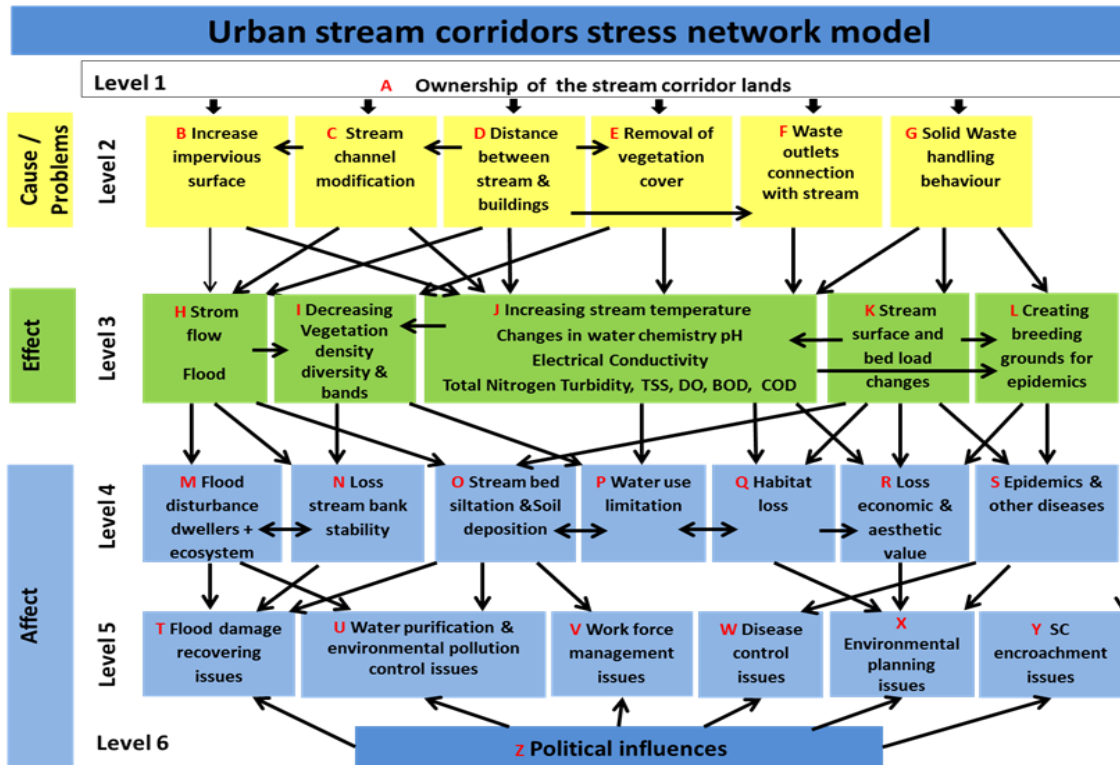 Urban stream corridors stress network model
Level 1
A Ownership of the stream corridor lands
Cause /
Problems
Level 2
B Increase
impervious
surface
C Stream
channel
modification
D Distance
between
stream &
buildings
E Removal of
vegetation
cover
F Waste
outlets
connection
with stream
G Solid Waste
handling
behaviour
Effect
Level 3
H Strom
flow
Flood
I Decreasing
Vegetation
density
diversity &
bands
J Increasing stream temperature
Changes in water chemistry pH
Electrical Conductivity
Total Nitrogen Turbidity, TSS, DO, BOD, COD
K Stream
surface and
bed load
changes
L Creating
breeding
grounds for
epidemics
Affect
Level 4
M Flood
disturbance
dwellers +
ecosystem
N Loss
stream bank
stability
O Stream bed
siltation &Soil
deposition
P Water use
limitation
Q Habitat
loss
R Loss
economic &
aesthetic
value
S Epidemics &
other diseases
Level 5
T Flood damage
recovering
issues
U Water purification &
environmental pollution
control issues
V Work force
management
issues
W Disease
control
issues
X
Environmental
planning
issues
Y SC
encroachment
issues
Level 6
Z Political influences